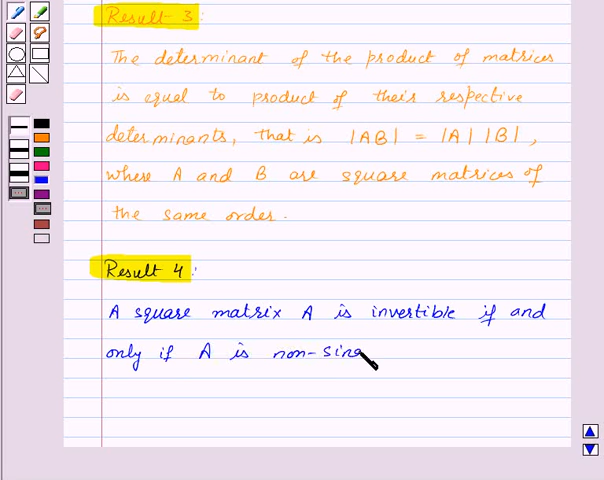 Result 3:
The determinant of the product of matrices
is equal to product of their respective
determinants, that is |AB| = |A| |B|,
where A and B are square matrices of
the same order.
Result 4:
A square matrix A is invertible if and
only if A is non-sing